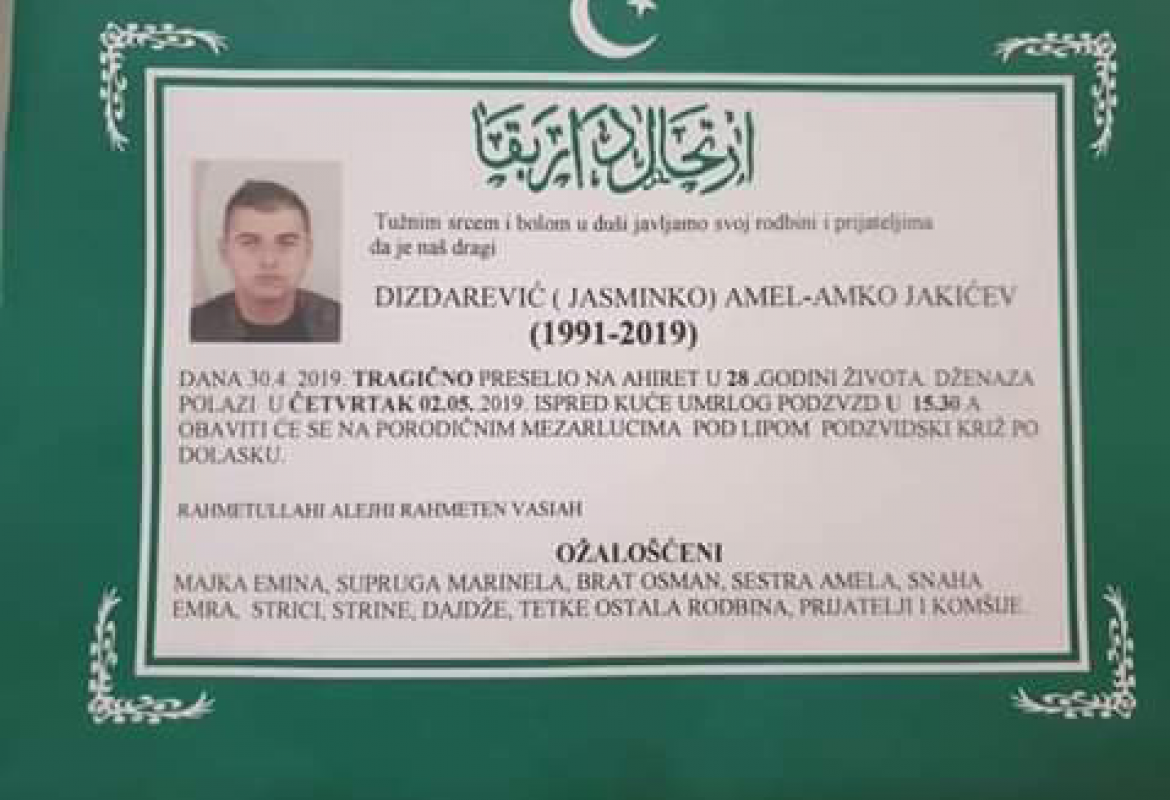 ارتحال دار بقا
Tužnim srcem i bolom u duši javljamo svoj rodbini i prijateljima
da je naš dragi
DIZDAREVIĆ ( JASMINKO) AMEL-AMKO JAKIĆEV
(1991-2019)
DANA 30.4. 2019. TRAGIČNO PRESELIO NA AHIRET U 28 .GODINI ŽIVOTA. DŽENAZA
POLAZI U ČETVRTAK 02.05. 2019. ISPRED KUĆE UMRLOG PODZVZD U 15.30 A
OBAVITI ĆE SE NA PORODIČNIM MEZARLUCIMA POD LIPOM PODZVIDSKI KRIŽ PO
DOLASKU.
RAHMETULLAHI ALEJHI RAHMETEN VASIAH
OŽALOŠĆENI
MAJKA EMINA, SUPRUGA MARINELA, BRAT OSMAN, SESTRA AMELA, SNAHA
EMRA, STRICI, STRINE, DAJDŽE, TETKE OSTALA RODBINA, PRIJATELJI I KOMŠIJE.